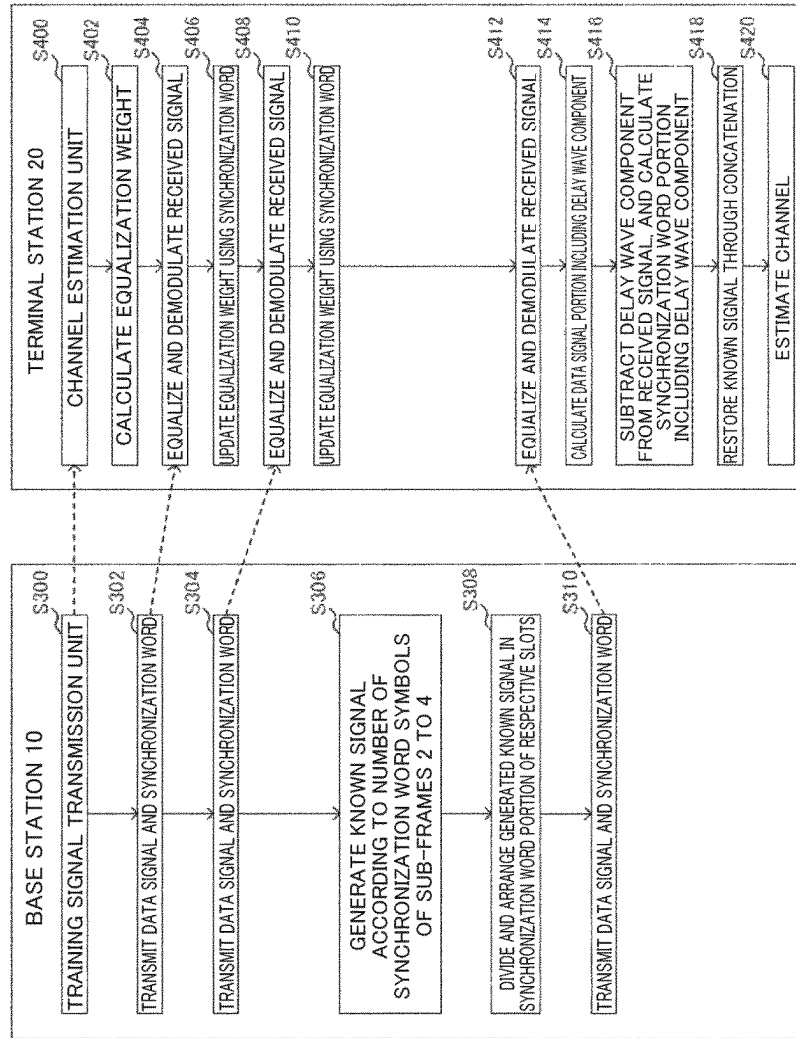 BASE STATION 10
S300
TRAINING SIGNAL TRANSMISSION UNIT
S302
TRANSMIT DATA SIGNAL AND SYNCHRONIZATION WORD
S304
TRANSMIT DATA SIGNAL AND SYNCHRONIZATION WORD
S306
GENERATE KNOWN SIGNAL
ACCORDING TO NUMBER OF
SYNCHRONIZATION WORD SYMBOLS
OF SUB-FRAMES 2 TO 4
S308
DIVIDE AND ARRANGE GENERATED KNOWN SIGNAL IN
SYNCHRONIZATION WORD PORTION OF RESPECTIVE SLOTS
S310
TRANSMIT DATA SIGNAL AND SYNCHRONIZATION WORD
TERMINAL STATION 20
S400
CHANNEL ESTIMATION UNIT
S402
CALCULATE EQUALIZATION WEIGHT
S404
EQUALIZE AND DEMODULATE RECEIVED SIGNAL
S406
UPDATE EQUALIZATION WEIGHT USING SYNCHRONIZATION WORD
S408
EQUALIZE AND DEMODULATE RECEIVED SIGNAL
S410
UPDATE EQUALIZATION WEIGHT USING SYNCHRONIZATION WORD
S412
EQUALIZE AND DEMODULATE RECEIVED SIGNAL
S414
CALCULATE DATA SIGNAL PORTION INCLUDING DELAY WAVE COMPONENT
S416
SUBTRACT DELAY WAVE COMPONENT
FROM RECEIVED SIGNAL, AND CALCULATE
SYNCHRONIZATION WORD PORTION
INCLUDING DELAY WAVE COMPONENT
S418
RESTORE KNOWN SIGNAL THROUGH CONCATENATION
S420
ESTIMATE CHANNEL